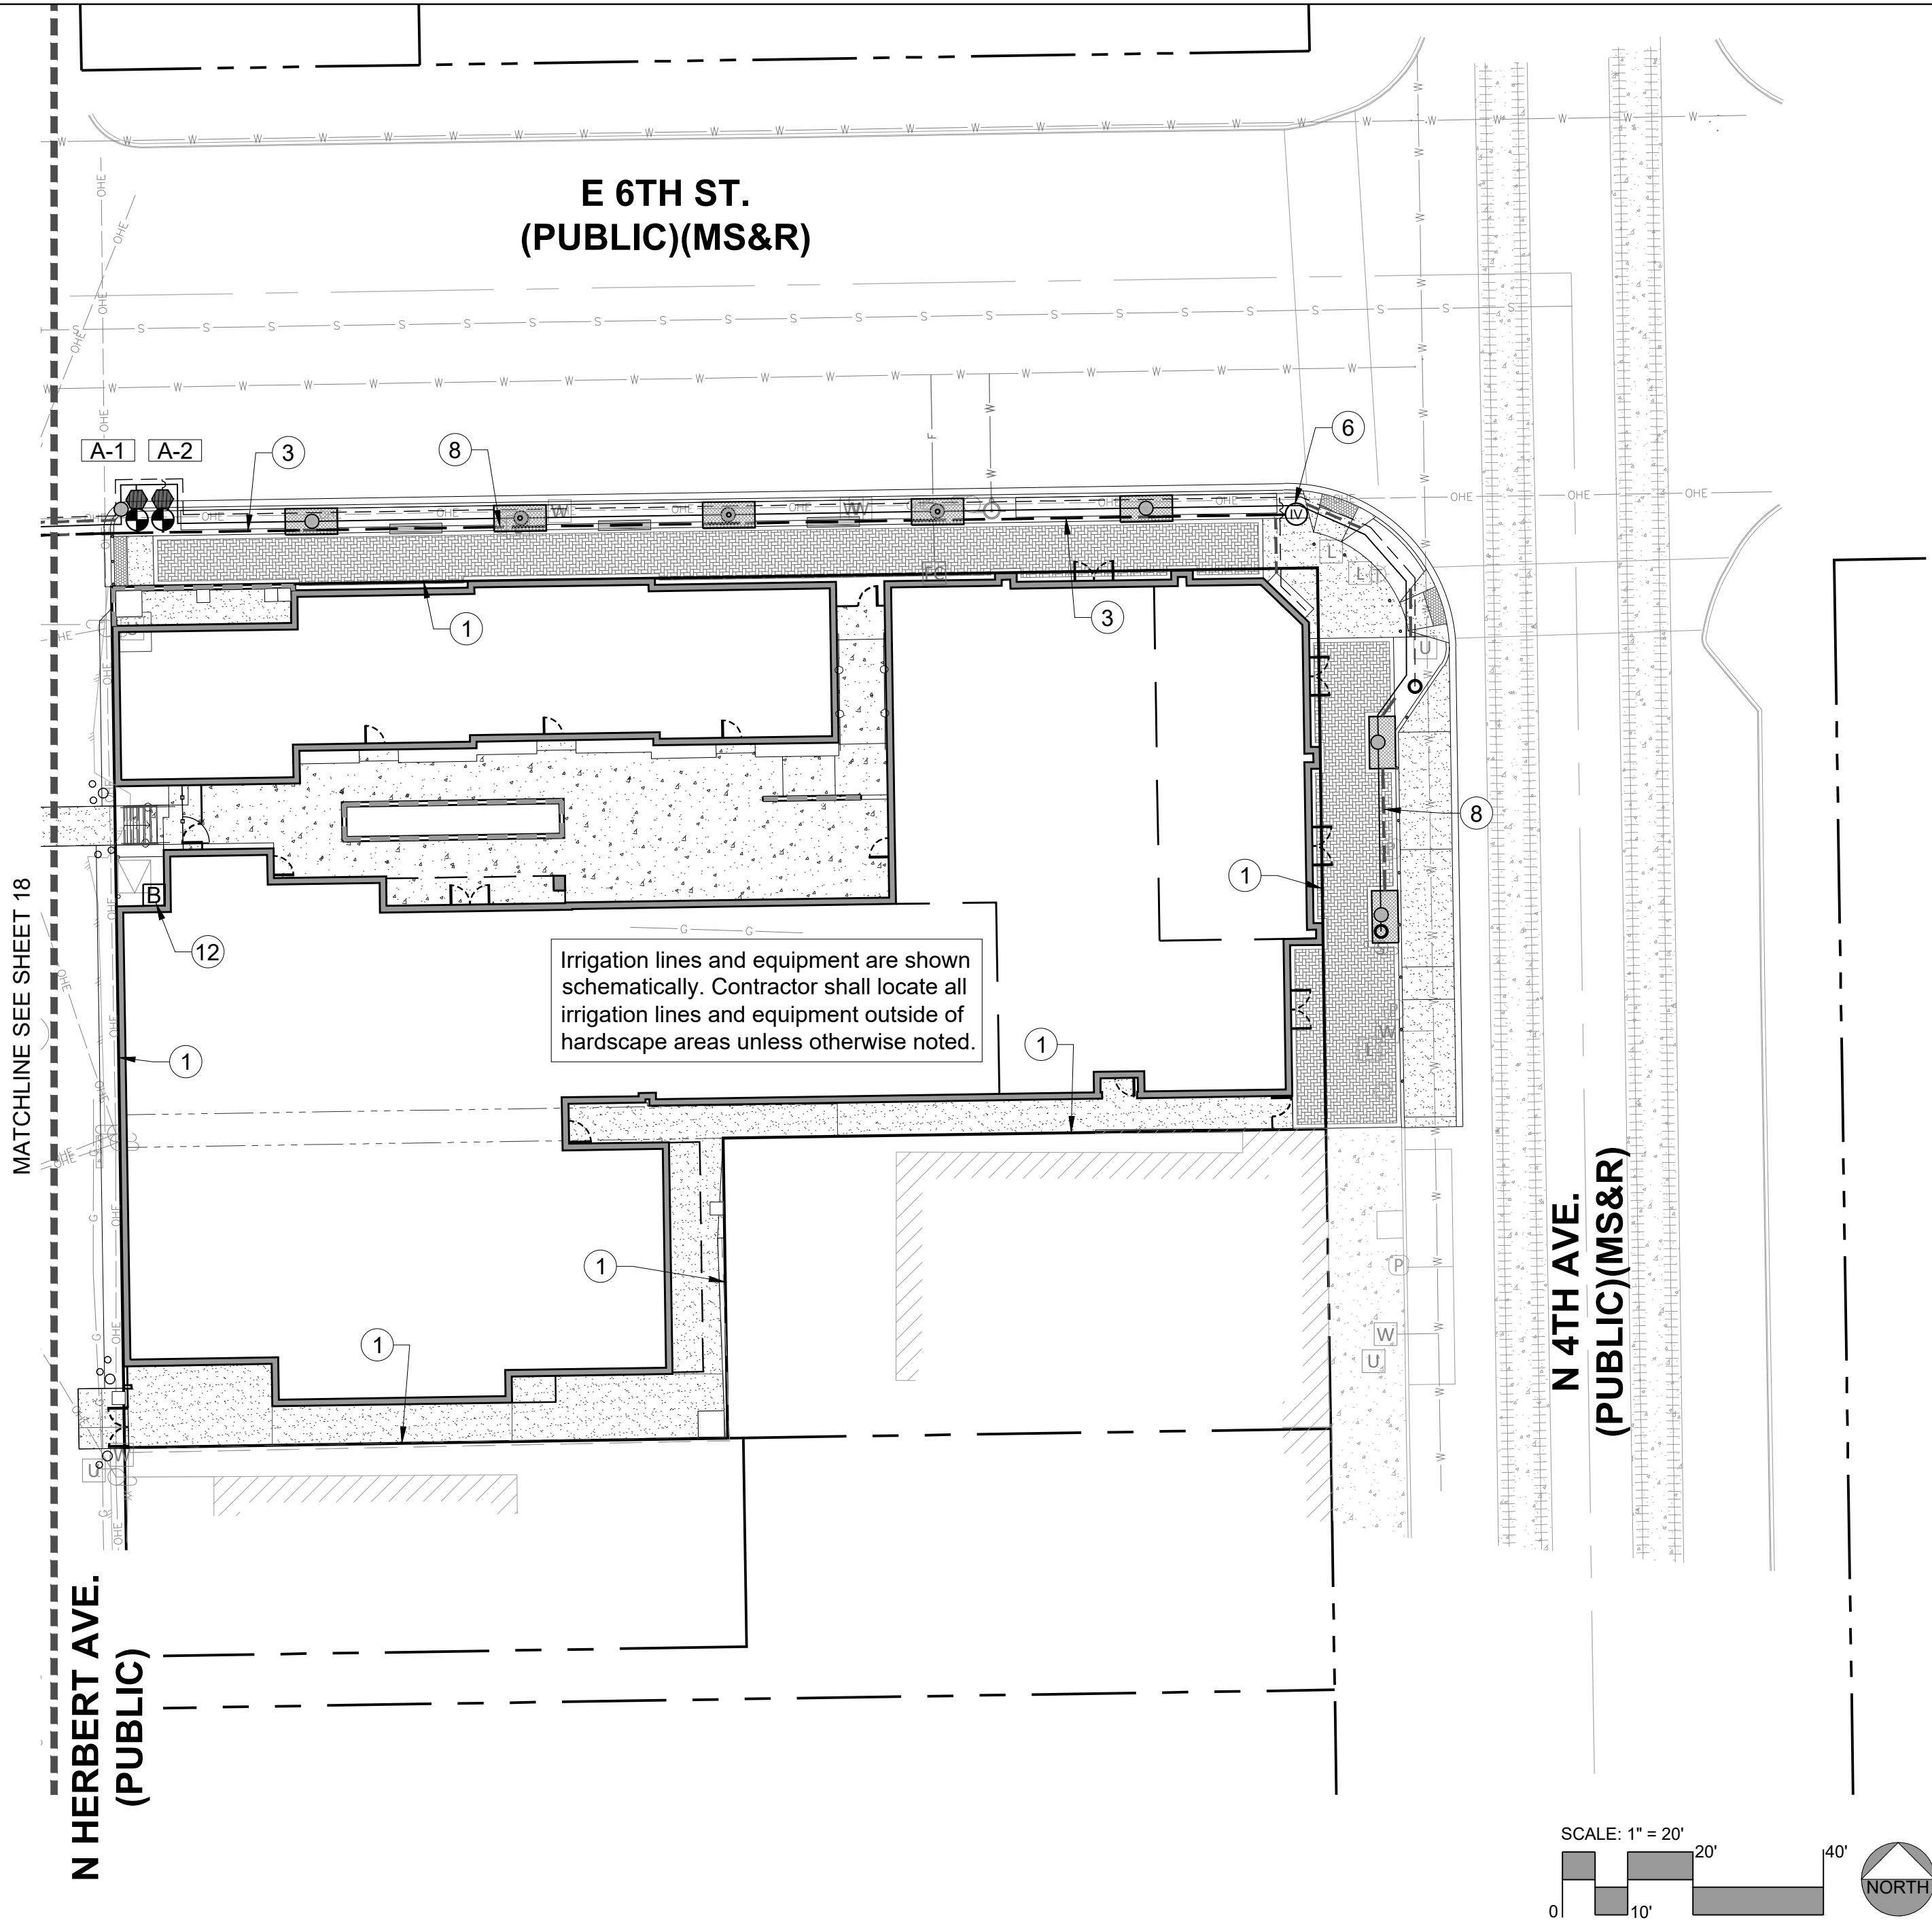 E 6TH ST.
(PUBLIC)(MS&R)
A-1
A-2
3
8
6
IV
1
3
8
1
B
12
Irrigation lines and equipment are shown
schematically. Contractor shall locate all
irrigation lines and equipment outside of
hardscape areas unless otherwise noted.
1
1
1
1
MATCHLINE SEE SHEET 18
N HERBERT AVE.
(PUBLIC)
N 4TH AVE.
(PUBLIC)(MS&R)
P
W
U
SCALE: 1" = 20'
20'
40'
0
10'
NORTH